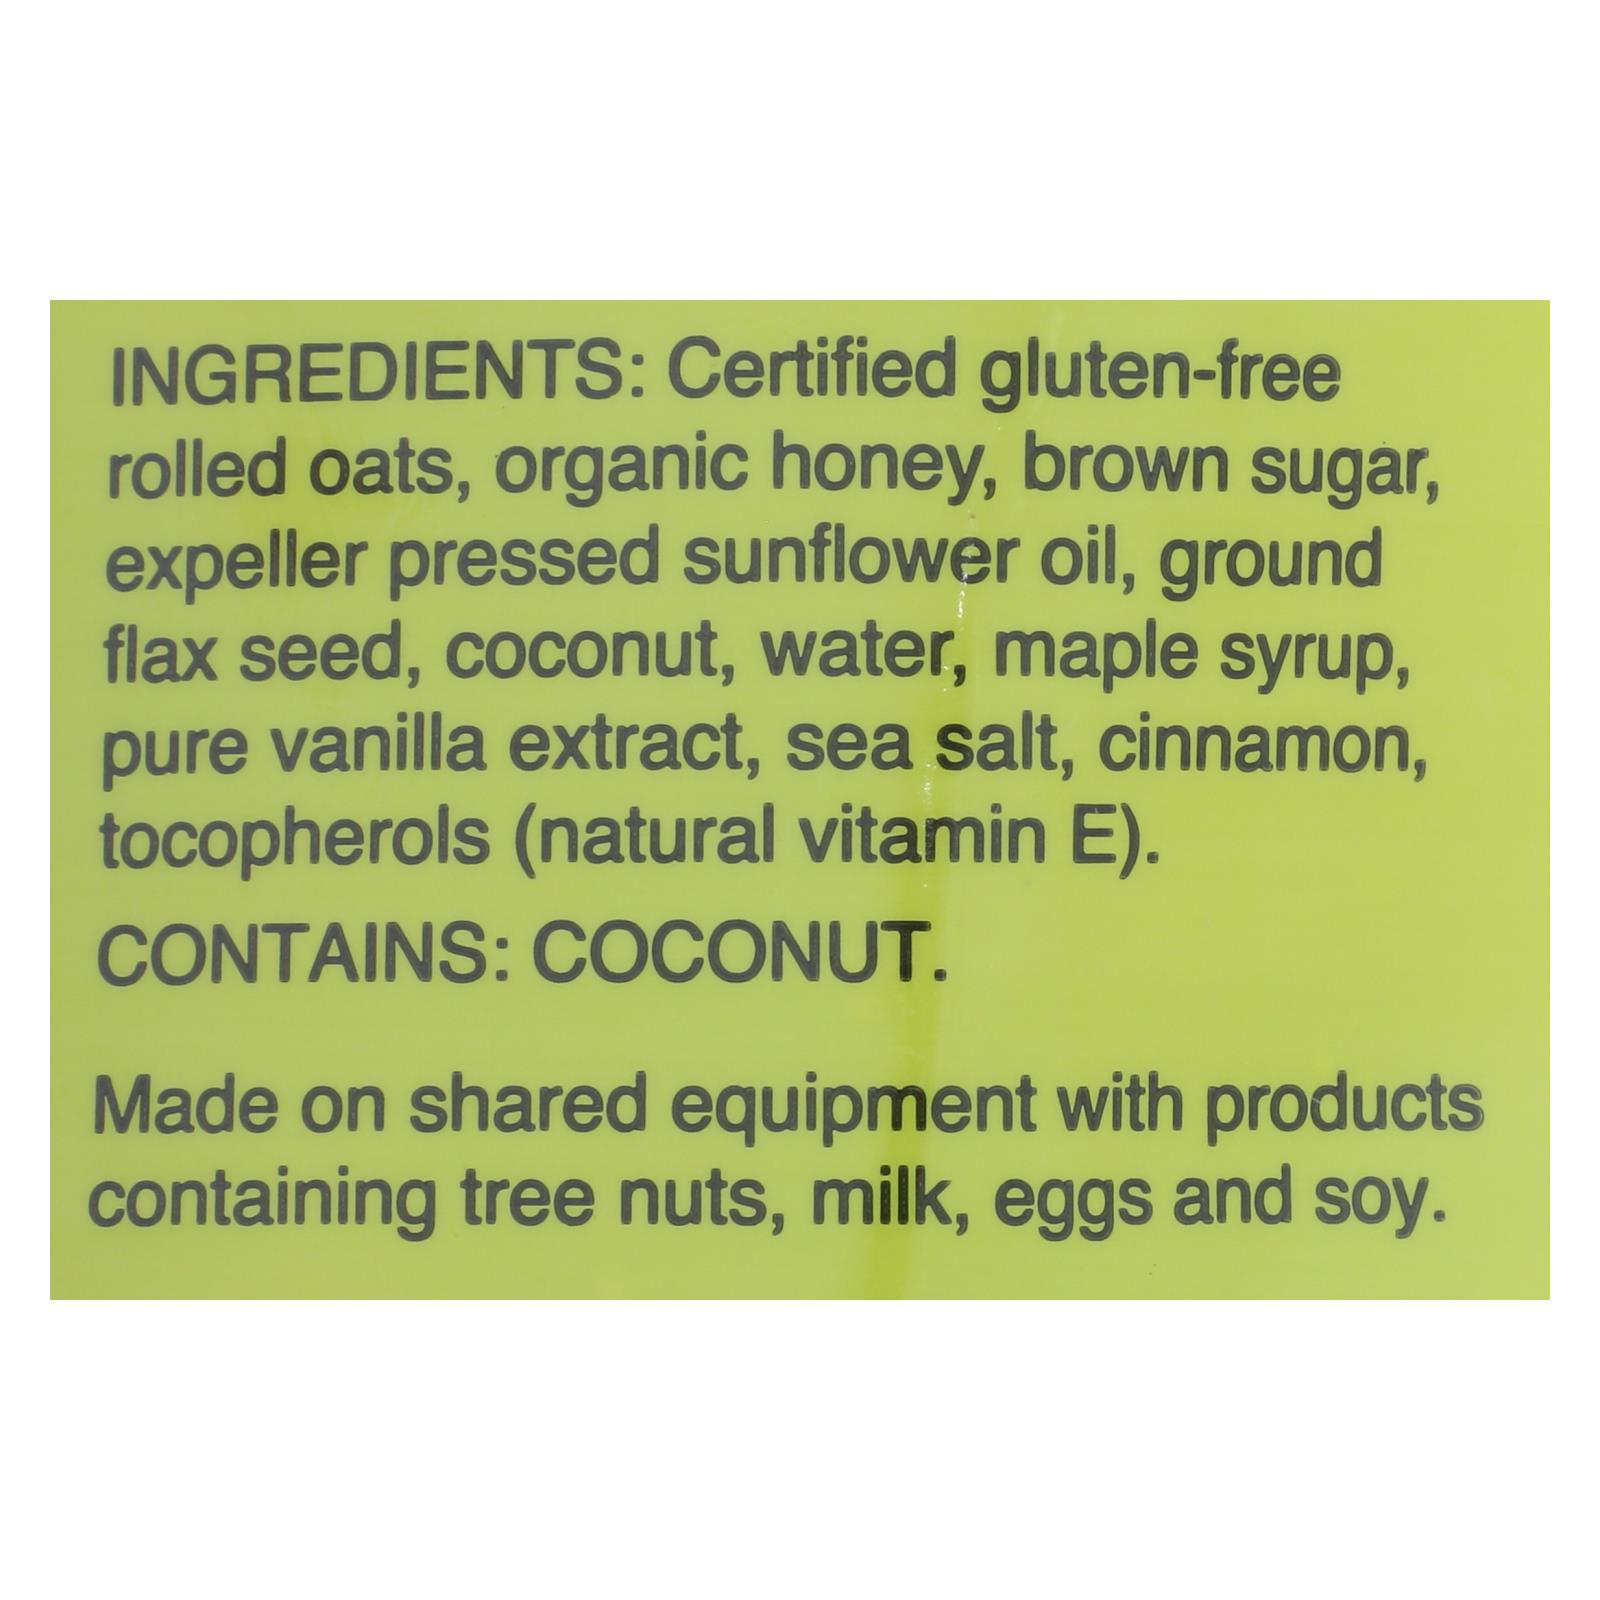 INGREDIENTS: Certified gluten-free
rolled oats, organic honey, brown sugar,
expeller pressed sunflower oil, ground
flax seed, coconut, water, maple syrup,
pure vanilla extract, sea salt, cinnamon,
tocopherols (natural vitamin E).
CONTAINS: COCONUT.
Made on shared equipment with products
containing tree nuts, milk, eggs and soy.